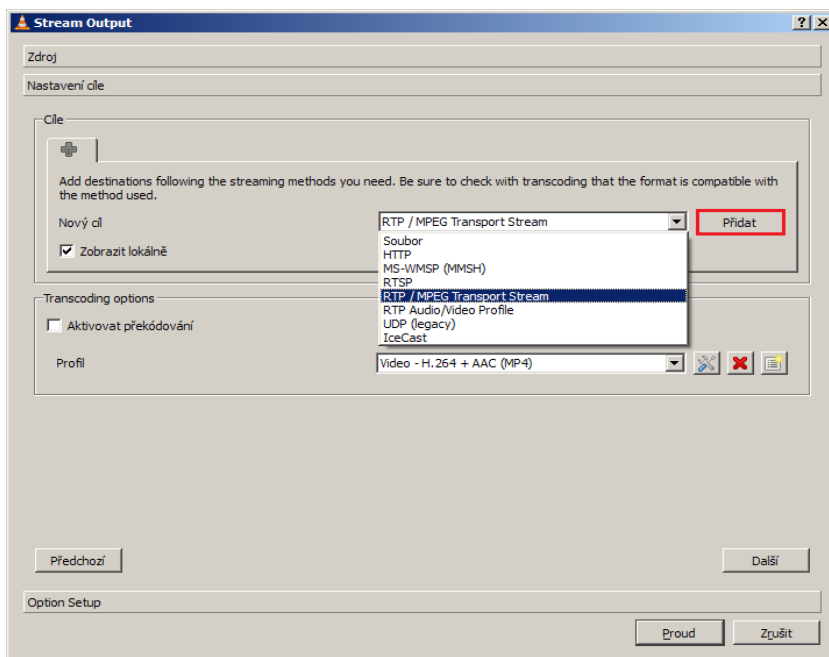 Stream Output
Zdroj
Nastavení cíle
Cíle
Add destinations following the streaming methods you need. Be sure to check with transcoding that the format is compatible with
the method used.
Nový cíl
RTP / MPEG Transport Stream
Přidat
Zobrazit lokálně
Soubor
HTTP
MS-WMSP (MMSH)
RTSP
RTP / MPEG Transport Stream
RTP Audio/Video Profile
UDP (legacy)
IceCast
Transcoding options
Aktivovat překódování
Profil
Video - H.264 + AAC (MP4)
Předchozí
Další
Option Setup
Proud
Zrušit